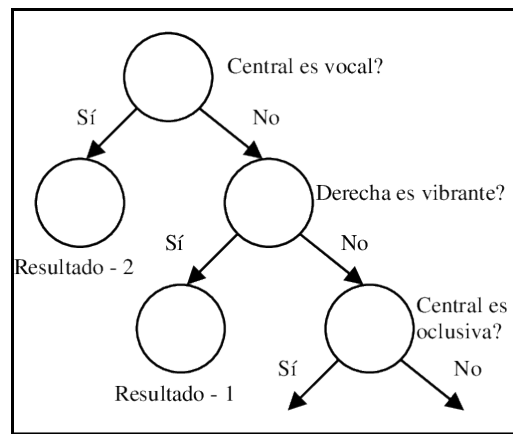 Central es vocal?
Sí
No
Derecha es vibrante?
Resultado - 2
Sí
No
Central es
oclusiva?
Resultado - 1
Sí
No